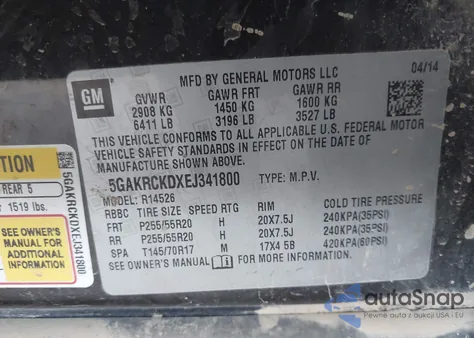 GM
MFD BY GENERAL MOTORS LLC
04/14
GVWR GAWR FRT GAWR RR
2908 KG 1450 KG 1600 KG
6411 LB 3196 LB 3527 LB
THIS VEHICLE CONFORMS TO ALL APPLICABLE U.S. FEDERAL MOTOR
VEHICLE SAFETY STANDARDS IN EFFECT ON THE DATE OF
MANUFACTURE SHOWN ABOVE.
5GAKRCKDXEJ341800 TYPE: M.P.V.
MODEL: R14526
RBBC TIRE SIZE SPEED RTG RIM COLD TIRE PRESSURE
FRT P255/55R20 H 20X7.5J 240KPA(35PSI)
RR P255/55R20 H 20X7.5J 240KPA(35PSI)
SPA T145/70R17 M 17X4 5B 420KPA(60PSI)
SEE OWNER'S MANUAL FOR MORE INFORMATION.
TION
REAR 5
1519 lbs.
SEE OWNER'S
MANUAL FOR
ADDITIONAL
INFORMATION
5GAKRCKDXEJ341800
autoSnap
Pewne auto z USA i EU